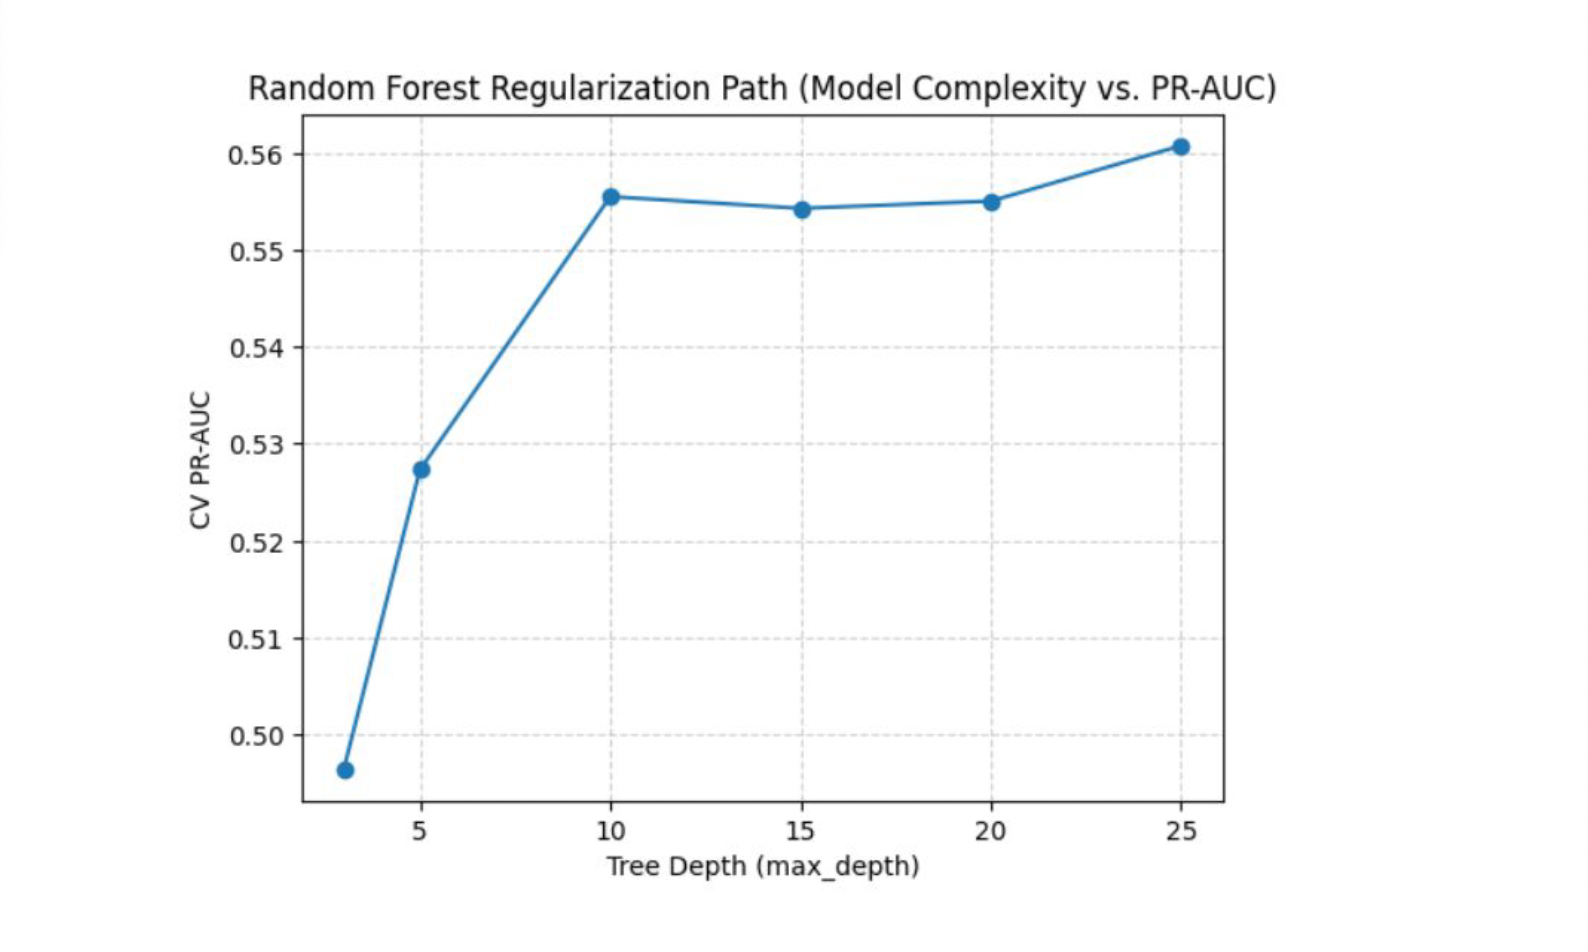 Random Forest Regularization Path (Model Complexity vs. PR-AUC)
0.56
0.55
0.54
0.53
0.52
0.51
0.50
CV PR-AUC
5 10 15 20 25
Tree Depth (max_depth)